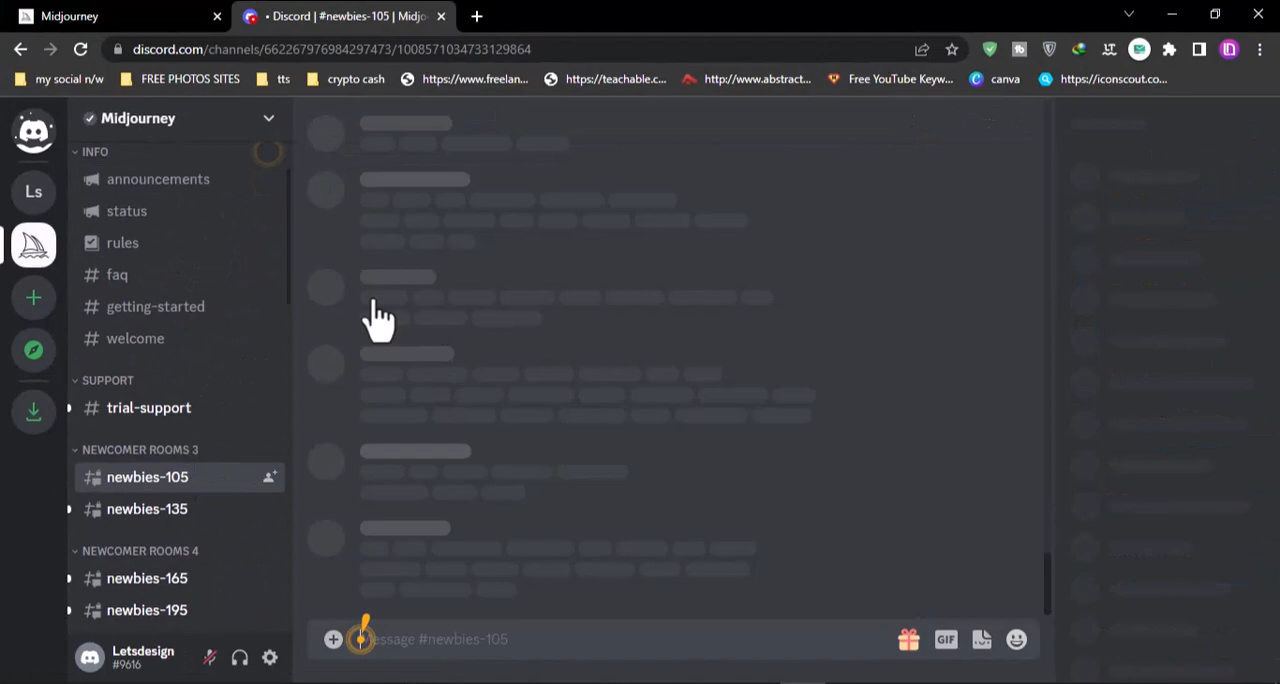 Midjourney
• Discord | #newbies-105 | Midjo
discord.com/channels/662267976984297473/1008571034733129864
my social n/w
FREE PHOTOS SITES
tts
crypto cash
https://www.freelan...
https://teachable.c...
http://www.abstract...
Free YouTube Keyw...
canva
https://iconscout.co...
Midjourney
INFO
announcements
status
rules
faq
getting-started
welcome
SUPPORT
trial-support
NEWCOMER ROOMS 3
newbies-105
newbies-135
NEWCOMER ROOMS 4
newbies-165
newbies-195
Ls
Letsdesign
#9616
Message #newbies-105
GIF